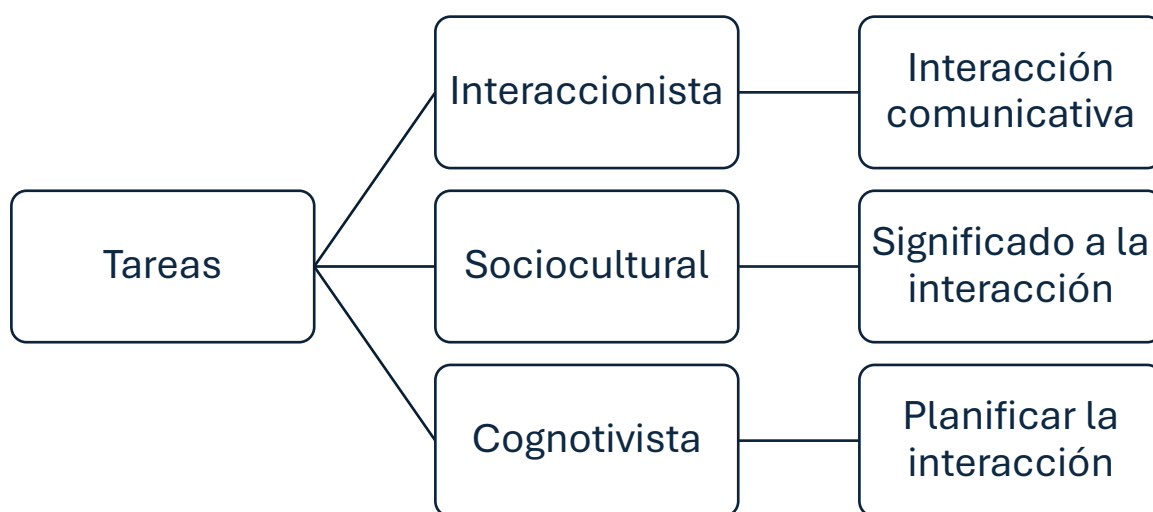 Tareas
Interaccionista
Interacción
comunicativa
Sociocultural
Significado a la
interacción
Cognotivista
Planificar la
interacción